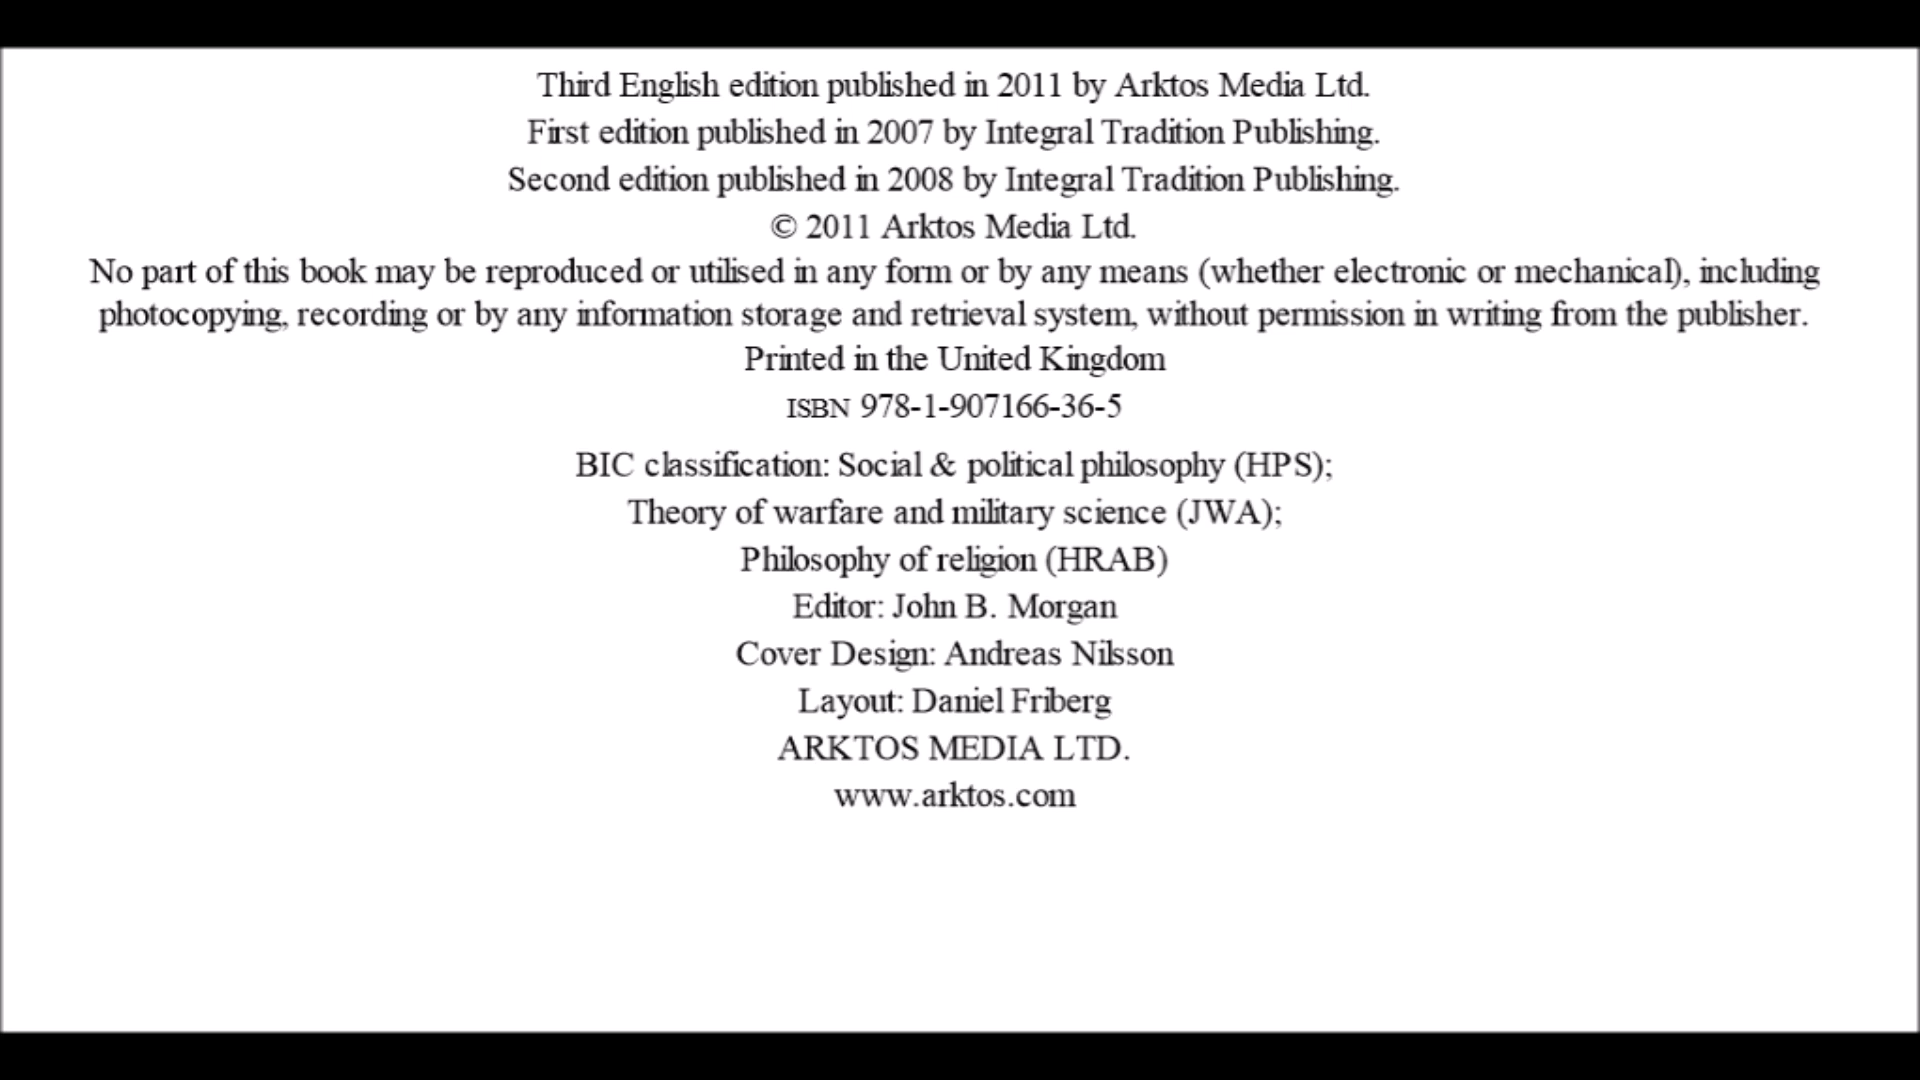 Third English edition published in 2011 by Arktos Media Ltd.
First edition published in 2007 by Integral Tradition Publishing.
Second edition published in 2008 by Integral Tradition Publishing.
© 2011 Arktos Media Ltd.
No part of this book may be reproduced or utilised in any form or by any means (whether electronic or mechanical), including
photocopying, recording or by any information storage and retrieval system, without permission in writing from the publisher.
Printed in the United Kingdom
ISBN 978-1-907166-36-5
BIC classification: Social & political philosophy (HPS);
Theory of warfare and military science (JWA);
Philosophy of religion (HRAB)
Editor: John B. Morgan
Cover Design: Andreas Nilsson
Layout: Daniel Friberg
ARKTOS MEDIA LTD.
www.arktos.com